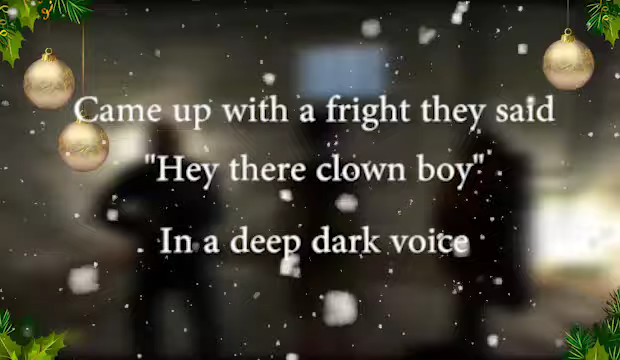 Came up with a fright they said
"Hey there clown boy"
In a deep dark voice